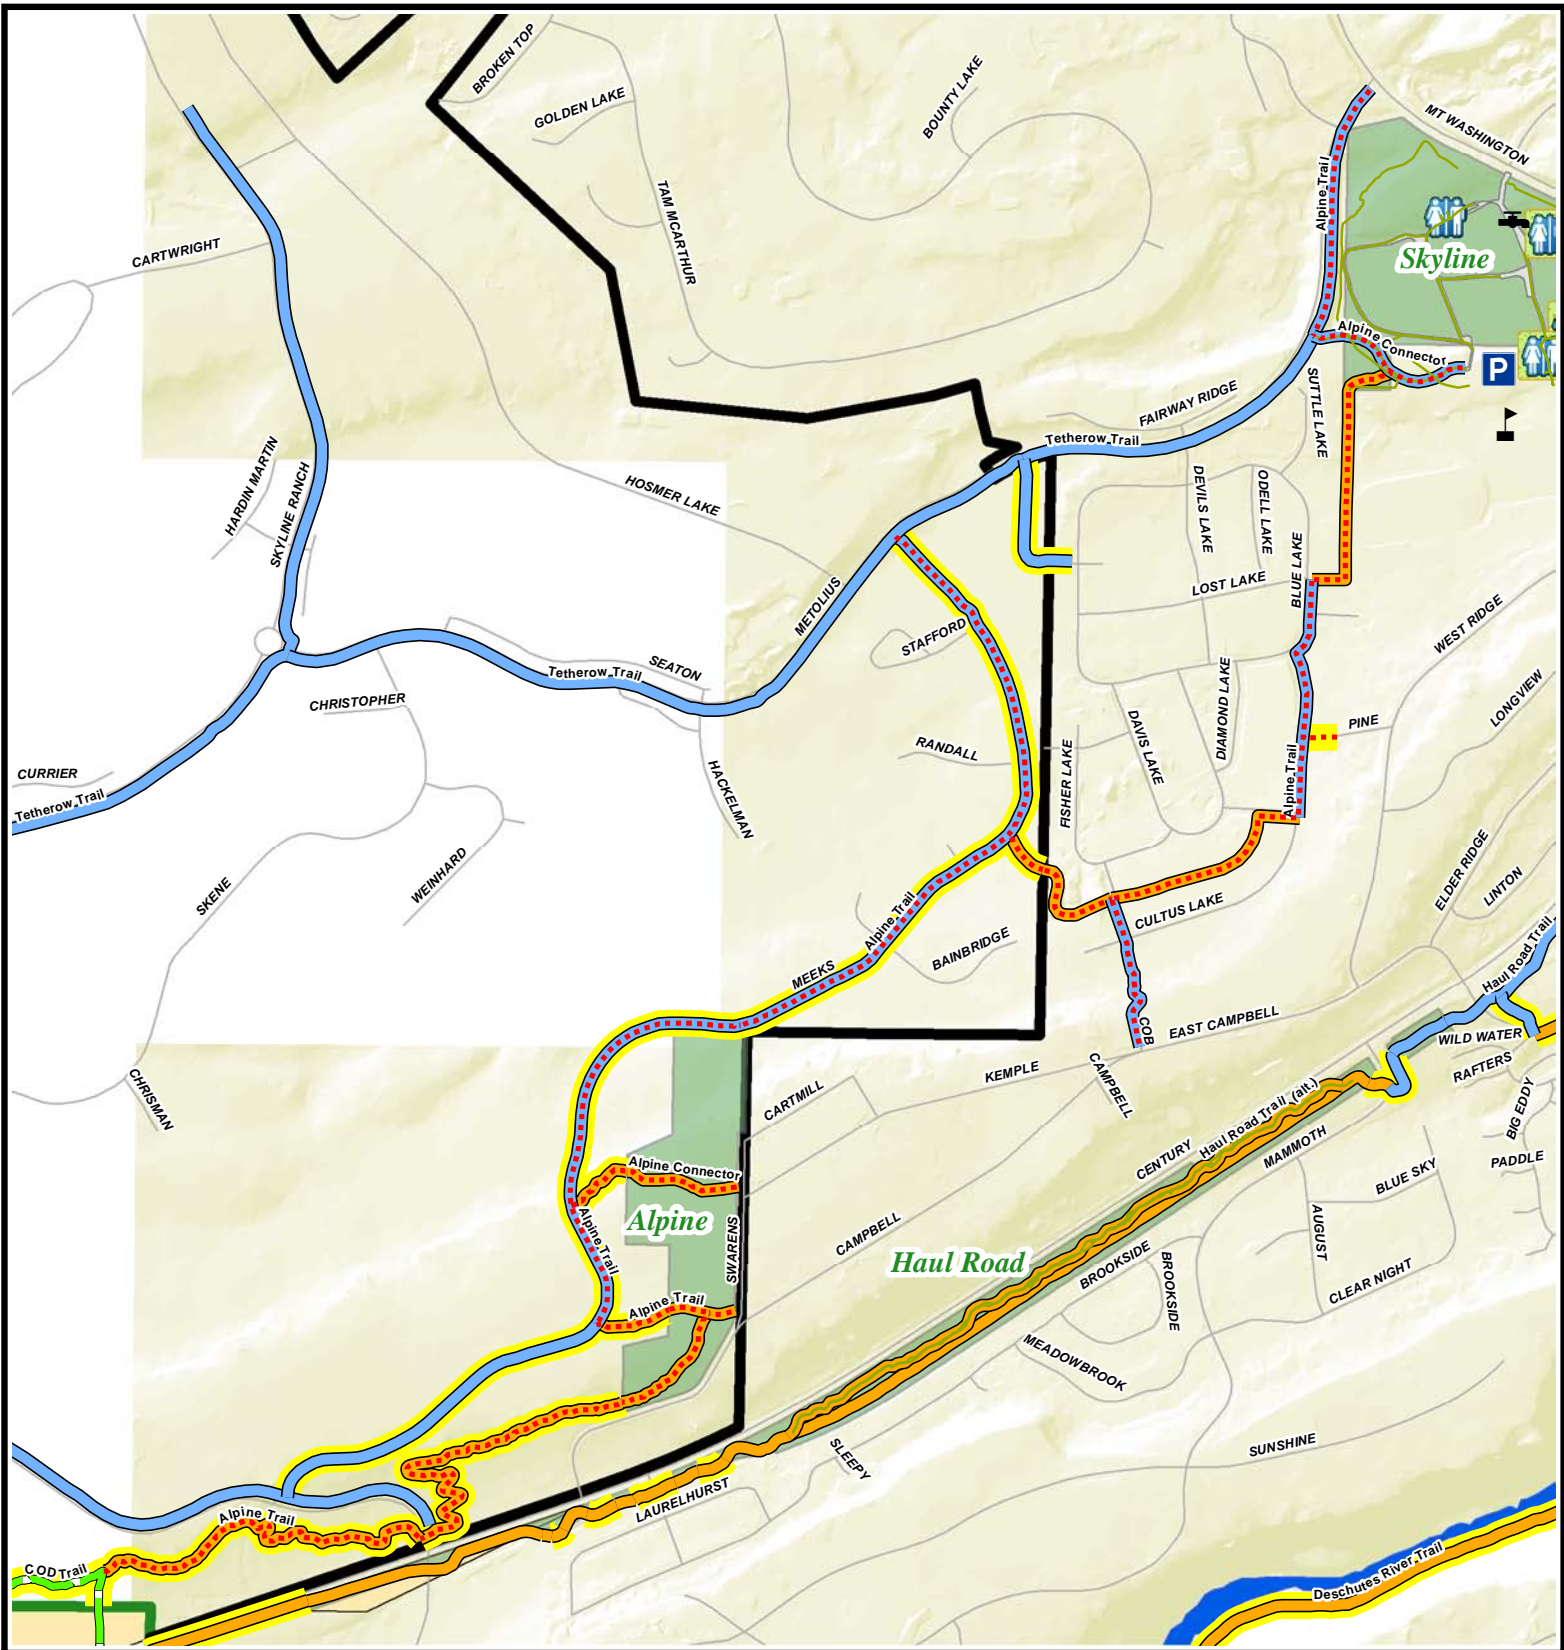 BROKEN TOP
GOLDEN LAKE
BOUNTY LAKE
MT WASHINGTON
TAM MCARTHUR
Alpine Trail
Skyline
CARTWRIGHT
Alpine Connector
P
SUTTLE LAKE
FAIRWAY RIDGE
Tetherow Trail
HARDIN MARTIN
SKYLINE RANCH
HOSMER LAKE
DEVILS LAKE
ODELL LAKE
BLUE LAKE
LOST LAKE
METOLIUS
STAFFORD
WEST RIDGE
SEATON
Tetherow Trail
CHRISTOPHER
DIAMOND LAKE
DAVIS LAKE
LONGVIEW
PINE
RANDALL
FISHER LAKE
Alpine Trail
CURRIER
Tetherow Trail
HACKELMAN
SKENE
WEINHARD
ELDER RIDGE
LINTON
CULTUS LAKE
Alpine Trail
BAINBRIDGE
MEEKS
Haul Road Trail
COB
EAST CAMPBELL
WILD WATER
RAFTERS
KEMPLE
CAMPBELL
CARTMILL
CHRISMAN
BIG EDDY
Haul Road Trail (alt.)
CENTURY
MAMMOTH
PADDLE
BLUE SKY
Alpine Connector
Alpine
Alpine Trail
SWARENS
CAMPBELL
AUGUST
Haul Road
BROOKSIDE
BROOKSIDE
CLEAR NIGHT
Alpine Trail
MEADOWBROOK
SLEEPY
SUNSHINE
LAURELHURST
Alpine Trail
COD Trail
Deschutes River Trail